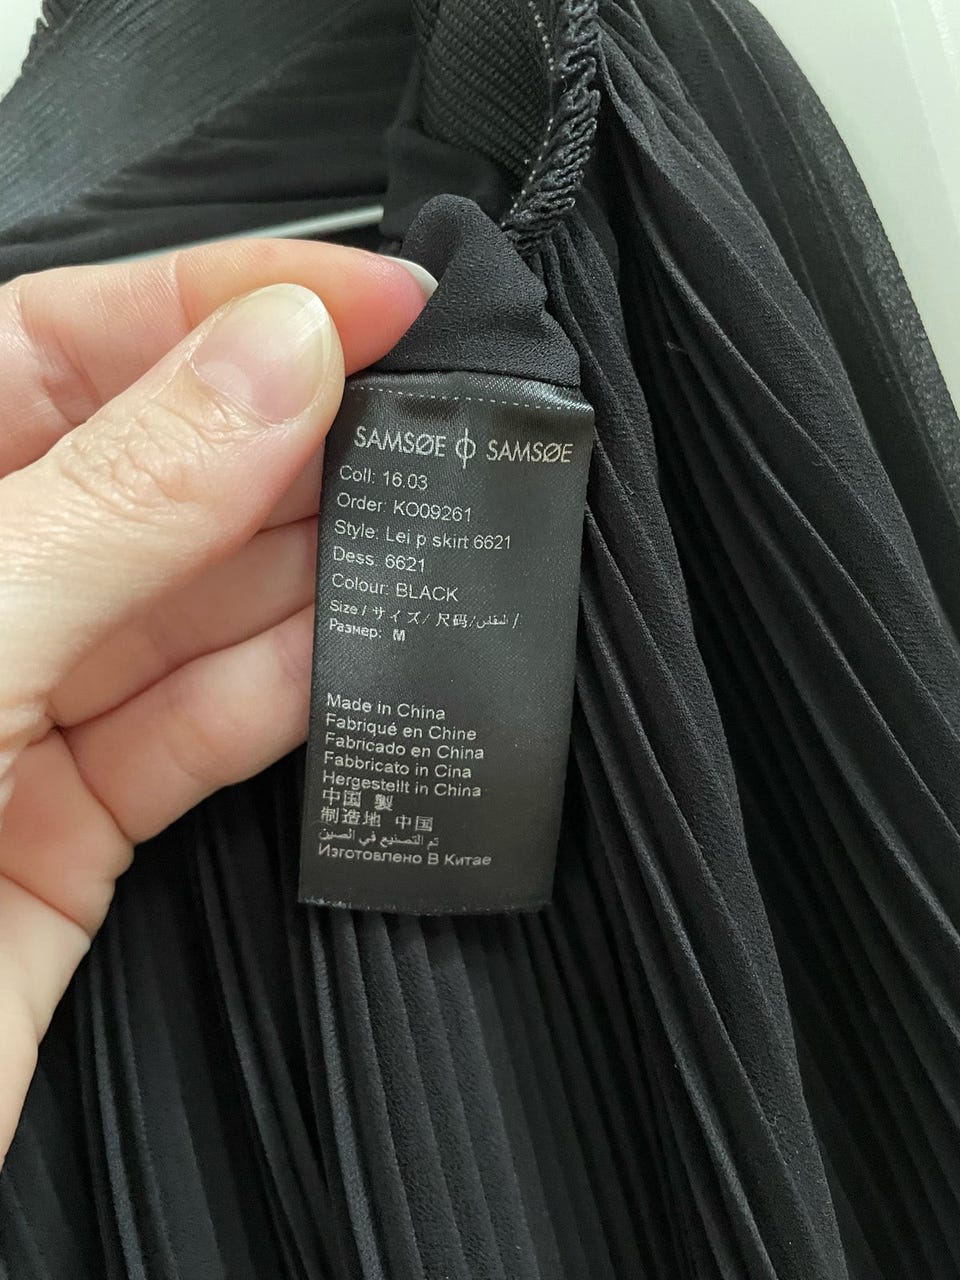 SAMSØE ϕ SAMSØE
Coll: 16.03
Order: KO09261
Style: Lei p skirt 6621
Dess: 6621
Colour: BLACK
Size / サイズ / 尺码 / المقاس /
Размер: M
Made in China
Fabriqué en Chine
Fabricado en China
Fabbricato in Cina
Hergestellt in China
中国 製
制造地 中国
تم التصنيع في الصين
Изготовлено В Китае